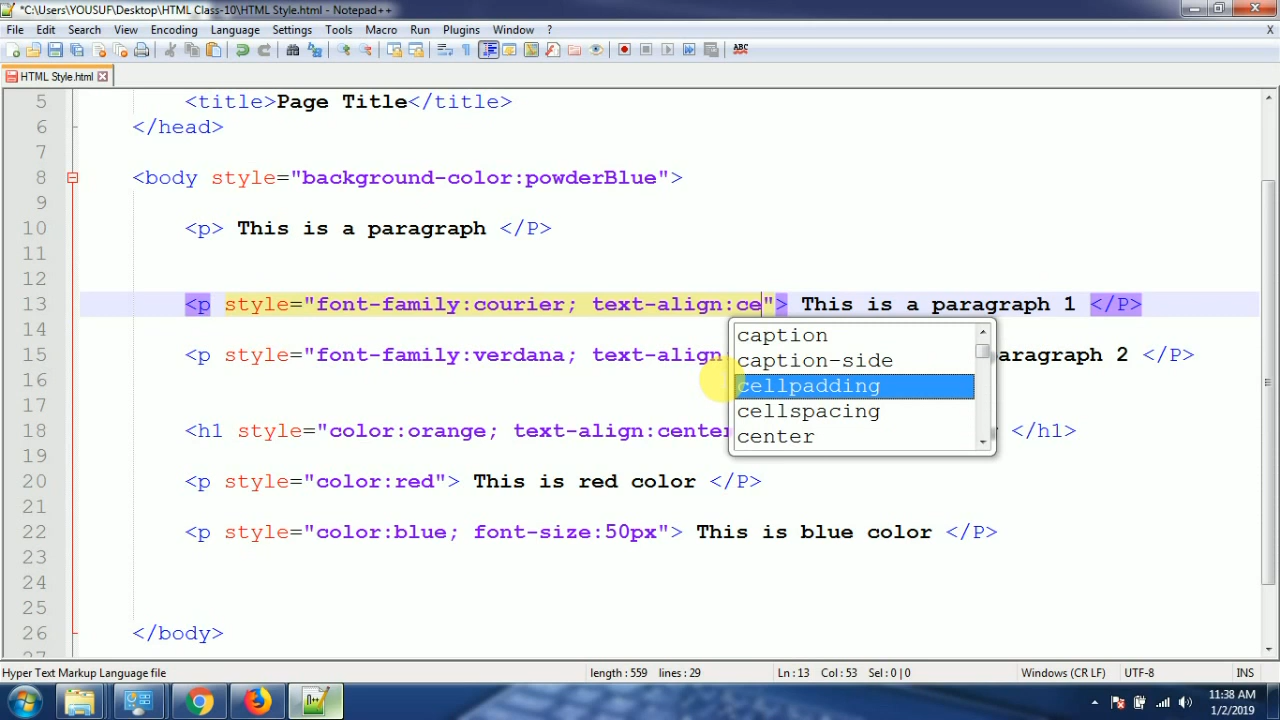 *C:\Users\YOUSUF\Desktop\HTML Class-10\HTML Style.html - Notepad++
File Edit Search View Encoding Language Settings Tools Macro Run Plugins Window ? X
ABC
HTML Style.html
5 <title>Page Title</title>
6 </head>
7
8 <body style="background-color:powderBlue">
9
10 <p> This is a paragraph </P>
11
12
13 <p style="font-family:courier; text-align:ce"> This is a paragraph 1 </P>
14
15 <p style="font-family:verdana; text-align aragraph 2 </P>
16
17
18 <h1 style="color:orange; text-align:center </h1>
19
20 <p style="color:red"> This is red color </P>
21
22 <p style="color:blue; font-size:50px"> This is blue color </P>
23
24
25
26 </body>
27
caption
caption-side
cellpadding
cellspacing
center
Hyper Text Markup Language file length : 559 lines : 29 Ln : 13 Col : 53 Sel : 0 | 0 Windows (CR LF) UTF-8 INS
11:38 AM
1/2/2019